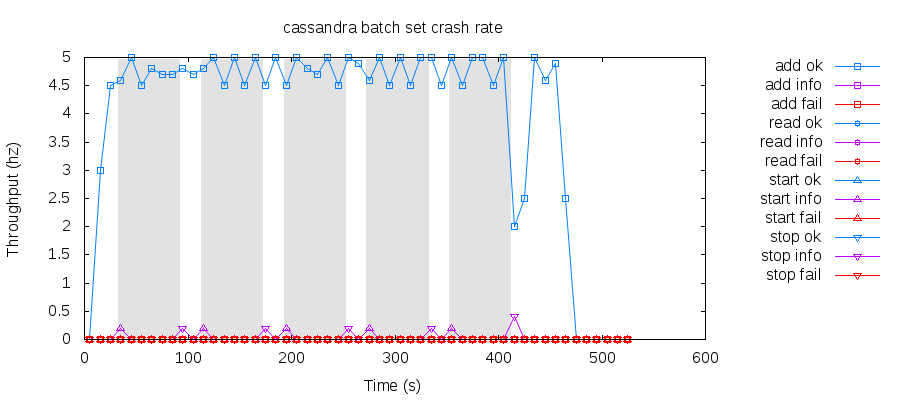 cassandra batch set crash rate
Throughput (hz)
5
4.5
4
3.5
3
2.5
2
1.5
1
0.5
0
0 100 200 300 400 500 600
Time (s)
add ok
add info
add fail
read ok
read info
read fail
start ok
start info
start fail
stop ok
stop info
stop fail